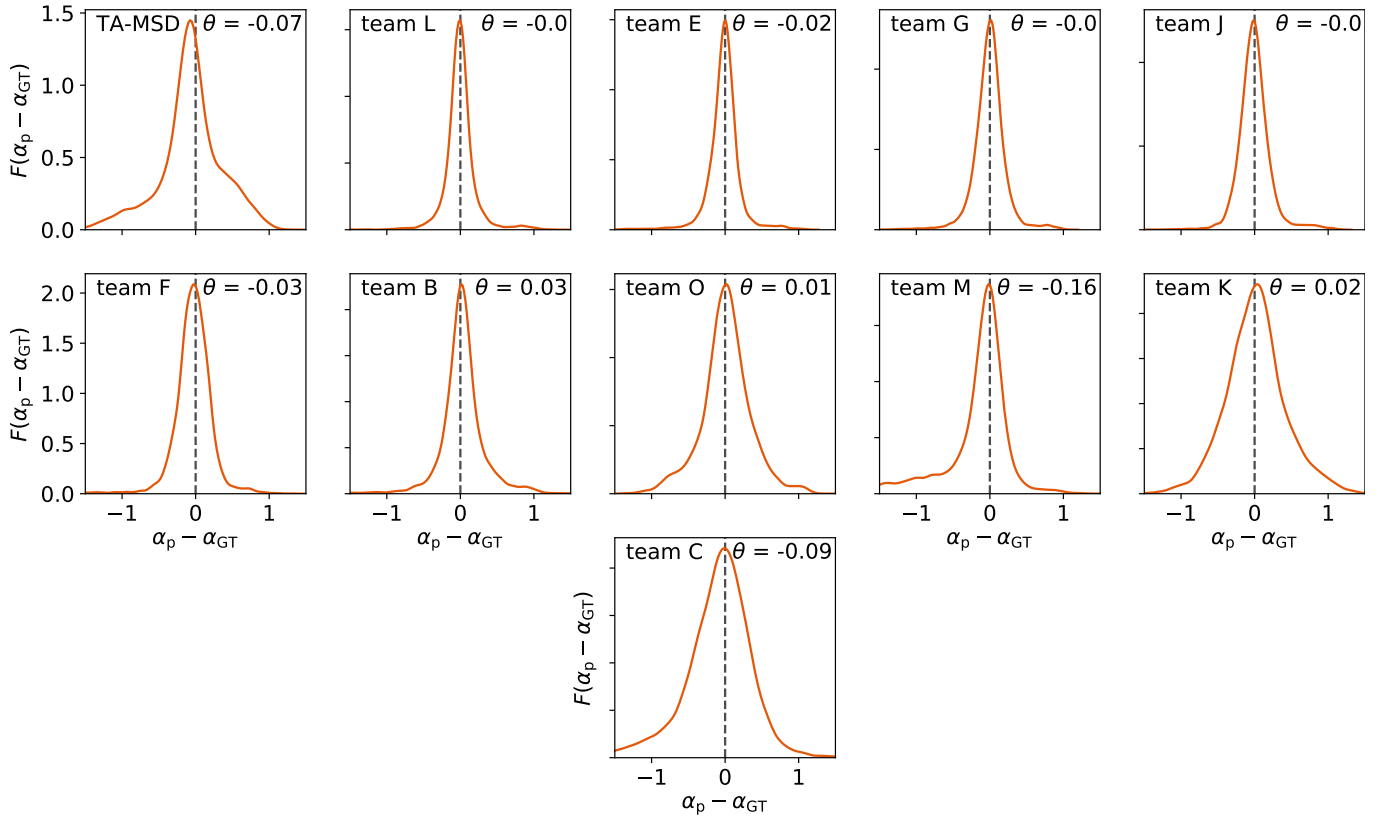 TA-MSD θ = -0.07
team L θ = -0.0
team E θ = -0.02
team G θ = -0.0
team J θ = -0.0
1.5
1.0
0.5
0.0
F(αp − αGT)
team F θ = -0.03
team B θ = 0.03
team O θ = 0.01
team M θ = -0.16
team K θ = 0.02
2.0
1.5
1.0
0.5
0.0
F(αp − αGT)
−1 0 1
αp − αGT
−1 0 1
αp − αGT
−1 0 1
αp − αGT
−1 0 1
αp − αGT
team C θ = -0.09
F(αp − αGT)
−1 0 1
αp − αGT